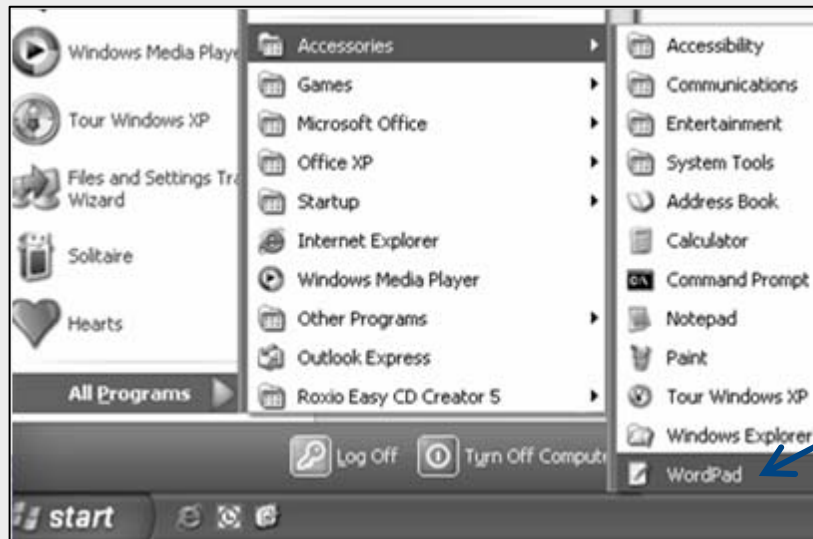 Windows Media Playe
Tour Windows XP
Files and Settings Tra
Wizard
Solitaire
Hearts
All Programs
Accessories
Games
Microsoft Office
Office XP
Startup
Internet Explorer
Windows Media Player
Other Programs
Outlook Express
Roxio Easy CD Creator 5
Accessibility
Communications
Entertainment
System Tools
Address Book
Calculator
Command Prompt
Notepad
Paint
Tour Windows XP
Windows Explorer
WordPad
Log Off
Turn Off Compute
start